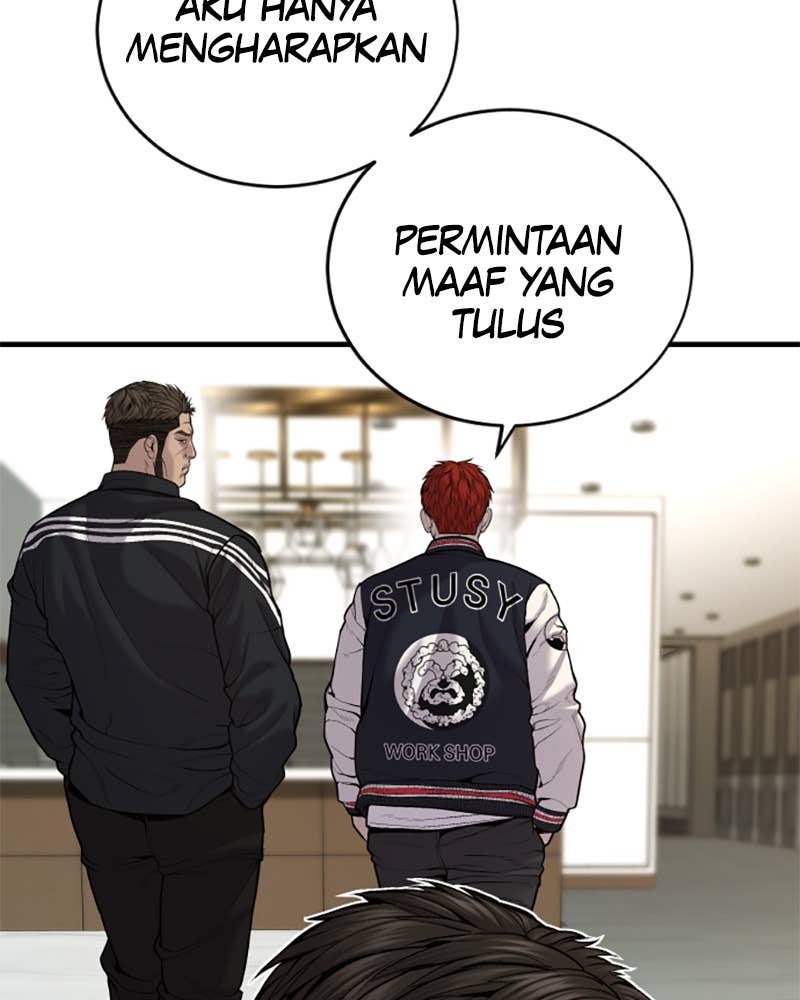 AKU HANYA
MENGHARAPKAN
PERMINTAAN
MAAF YANG
TULUS
STUSY
WORK SHOP